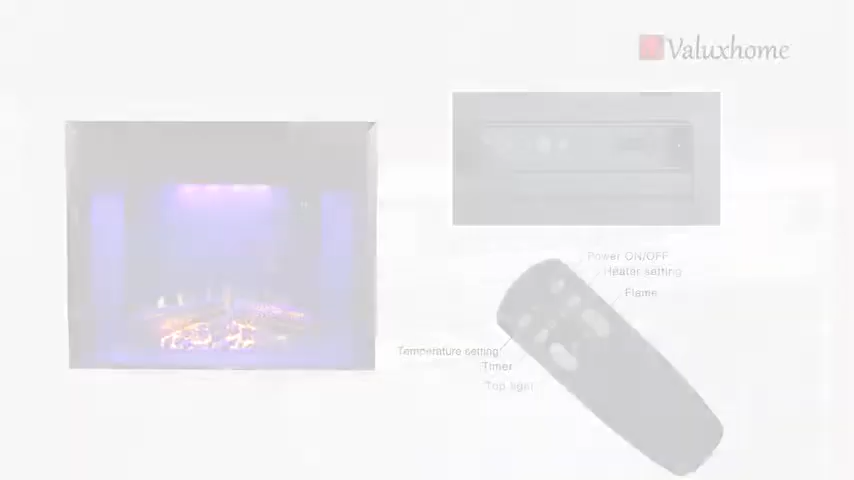 Valuxhome
Power ON/OFF
Heater setting
Flame
Temperature setting
Timer
Top light